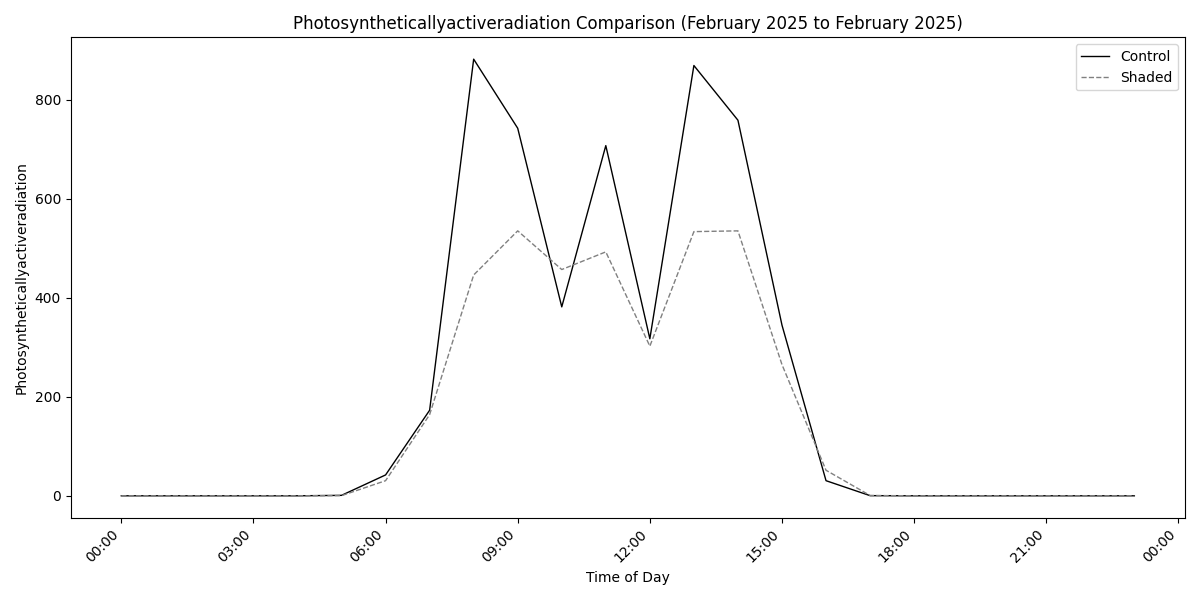 Photosyntheticallyactiveradiation Comparison (February 2025 to February 2025)
Control
Shaded
Photosyntheticallyactiveradiation
800
600
400
200
0
00:00
03:00
06:00
09:00
12:00
15:00
18:00
21:00
00:00
Time of Day